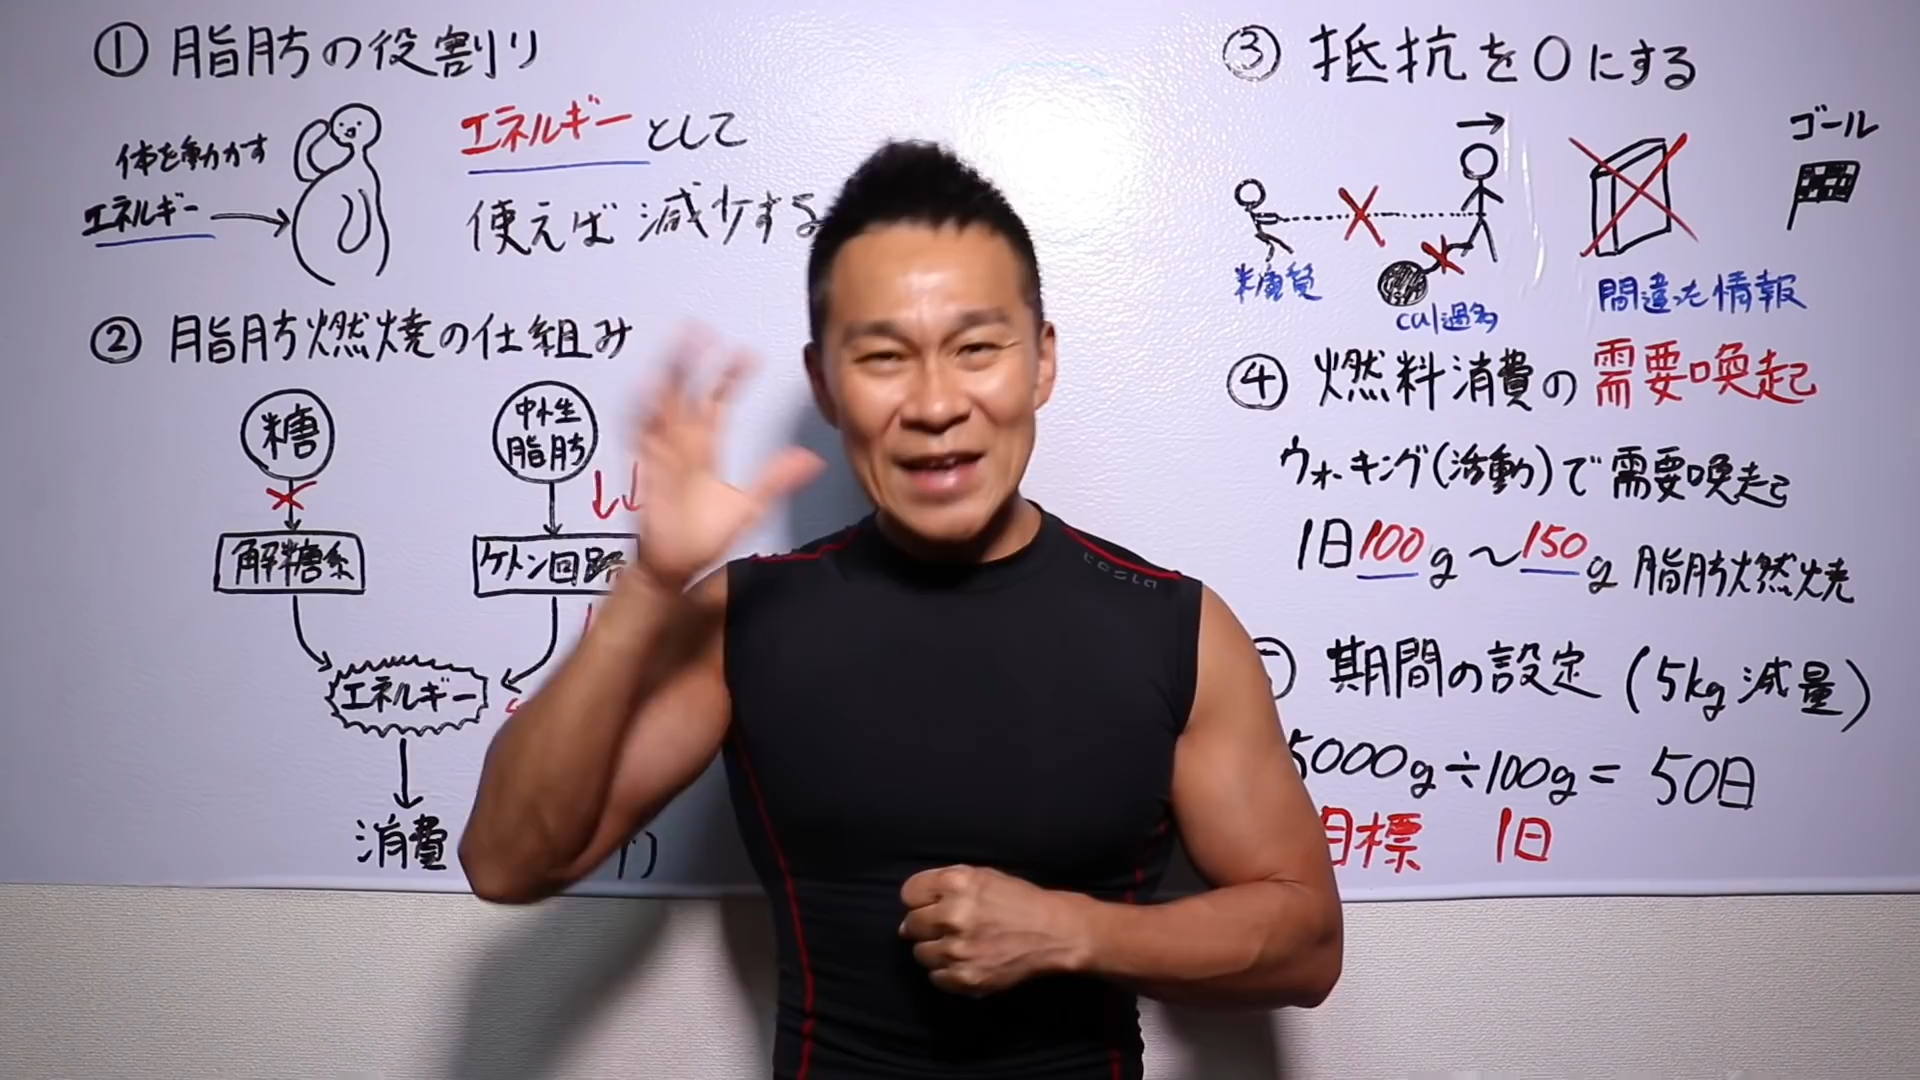 ① 脂肪の役割り
体を動かす
エネルギー
エネルギーとして
使えば減少する
② 脂肪燃焼の仕組み
糖
中性
脂肪
解糖系
ケトン回路
エネルギー
消費
③ 抵抗を0にする
ゴール
糖質
cal過多
間違った情報
④ 燃料消費の需要喚起
ウォーキング(活動)で需要喚起
1日100g～150g 脂肪燃焼
期間の設定 (5kg減量)
5000g÷100g= 50日
目標 1日